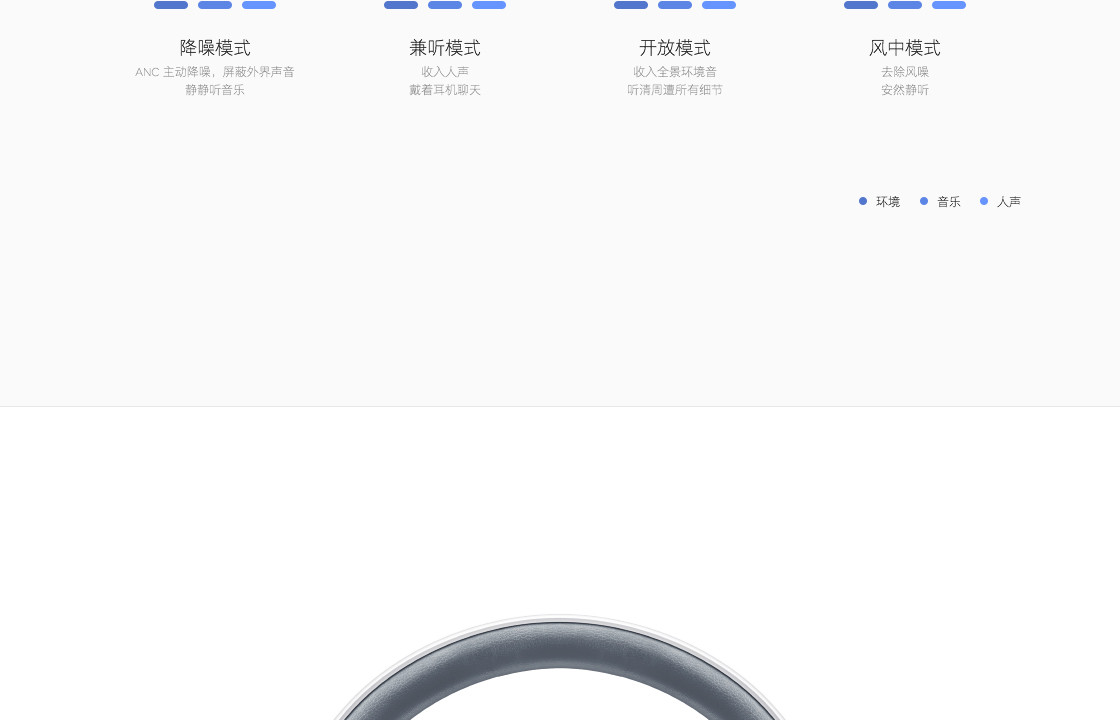 降噪模式
ANC 主动降噪，屏蔽外界声音
静静听音乐
兼听模式
收入人声
戴着耳机聊天
开放模式
收入全景环境音
听清周遭所有细节
风中模式
去除风噪
安然静听
环境 音乐 人声